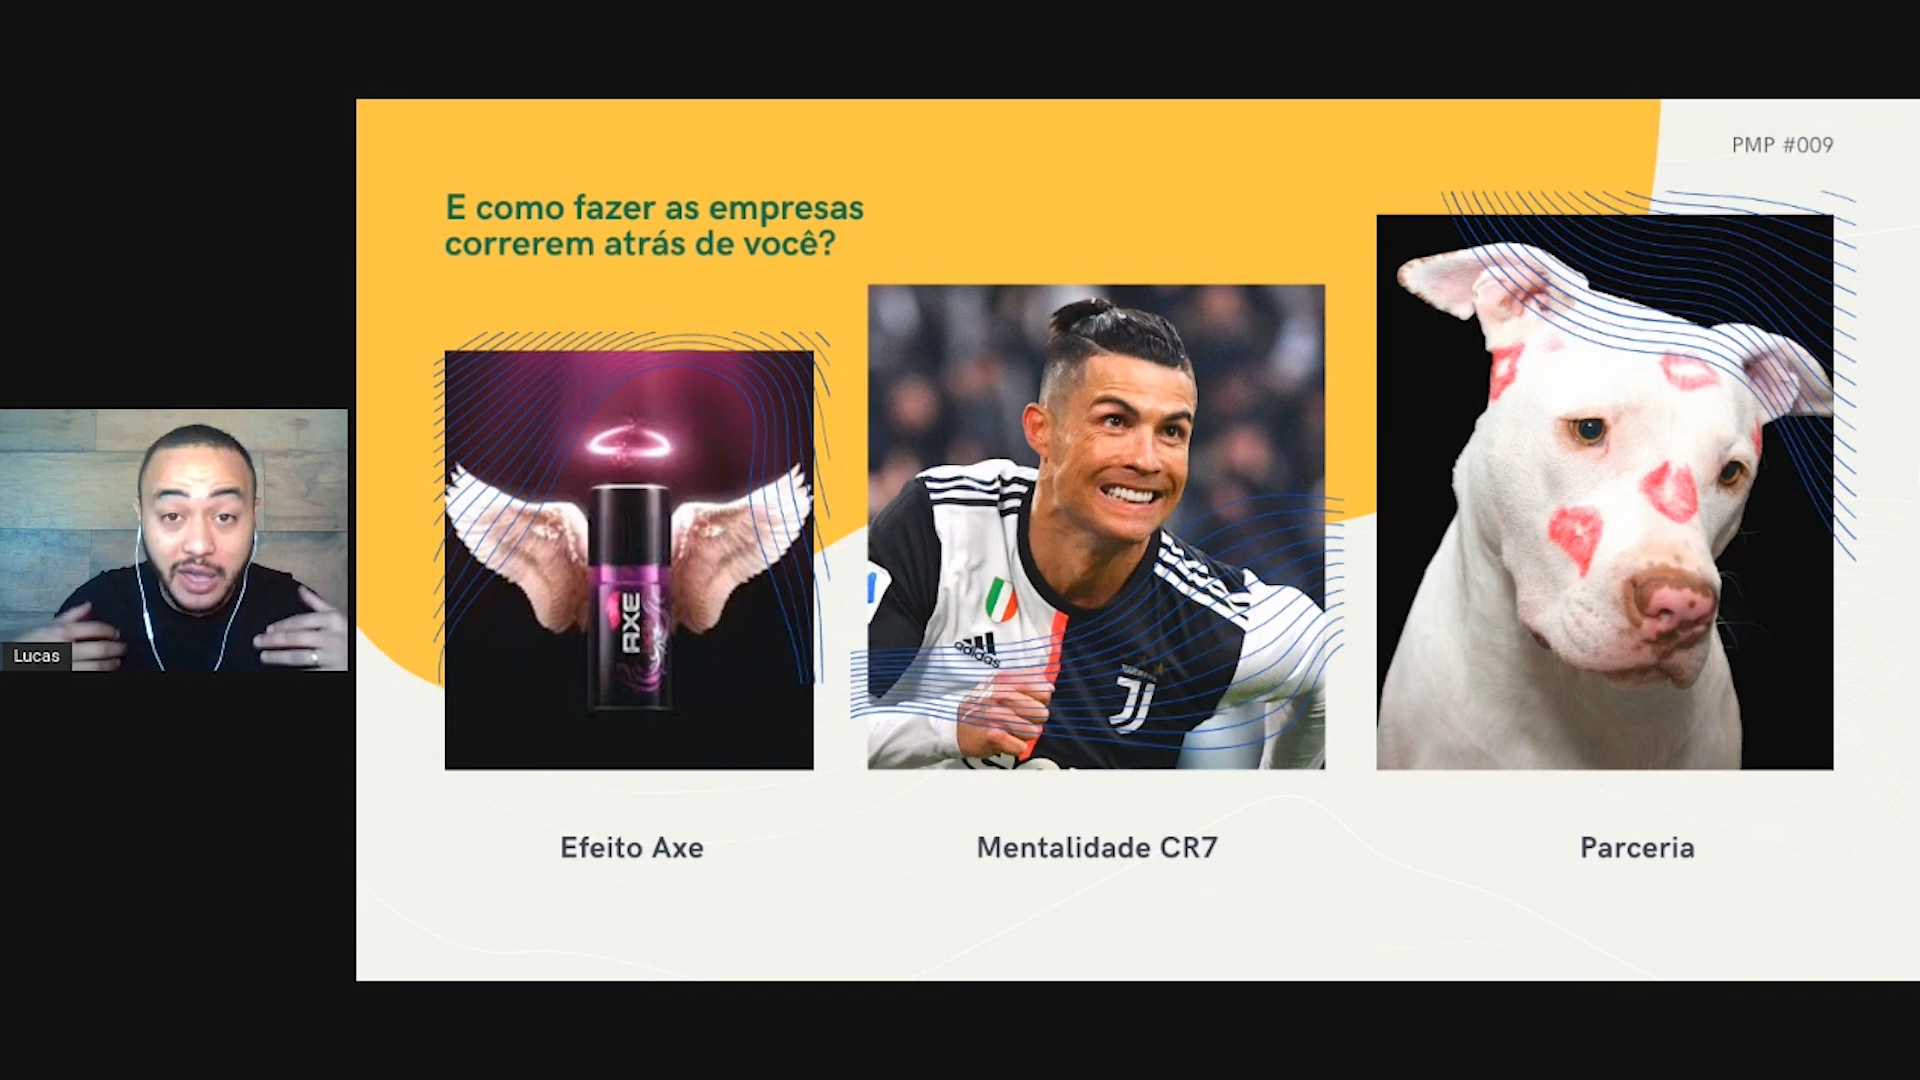 PMP #009
E como fazer as empresas
correrem atrás de você?
AXE
adidas
Lucas
Efeito Axe
Mentalidade CR7
Parceria